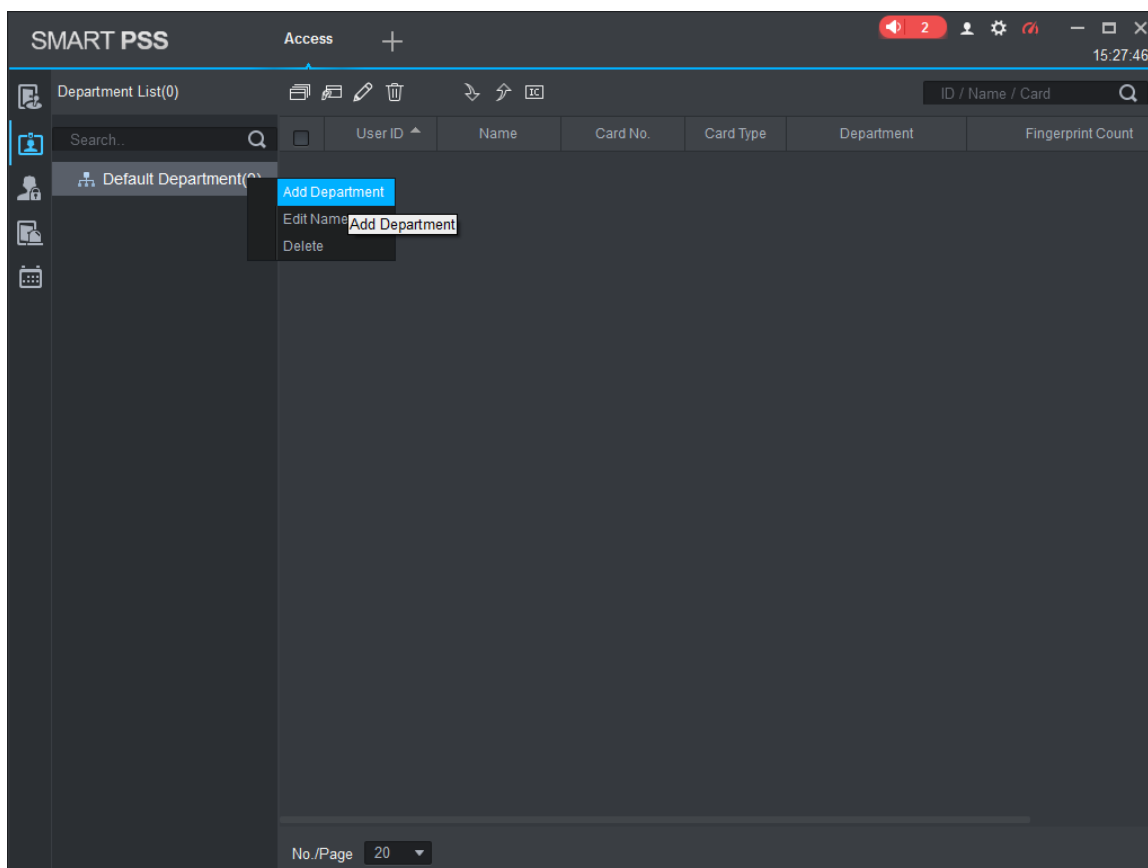 SMART PSS
Access
2
15:27:46
Department List(0)
IC
ID / Name / Card
Search..
User ID
Name
Card No.
Card Type
Department
Fingerprint Count
Default Department(
Add Department
Edit Name
Add Department
Delete
No./Page
20